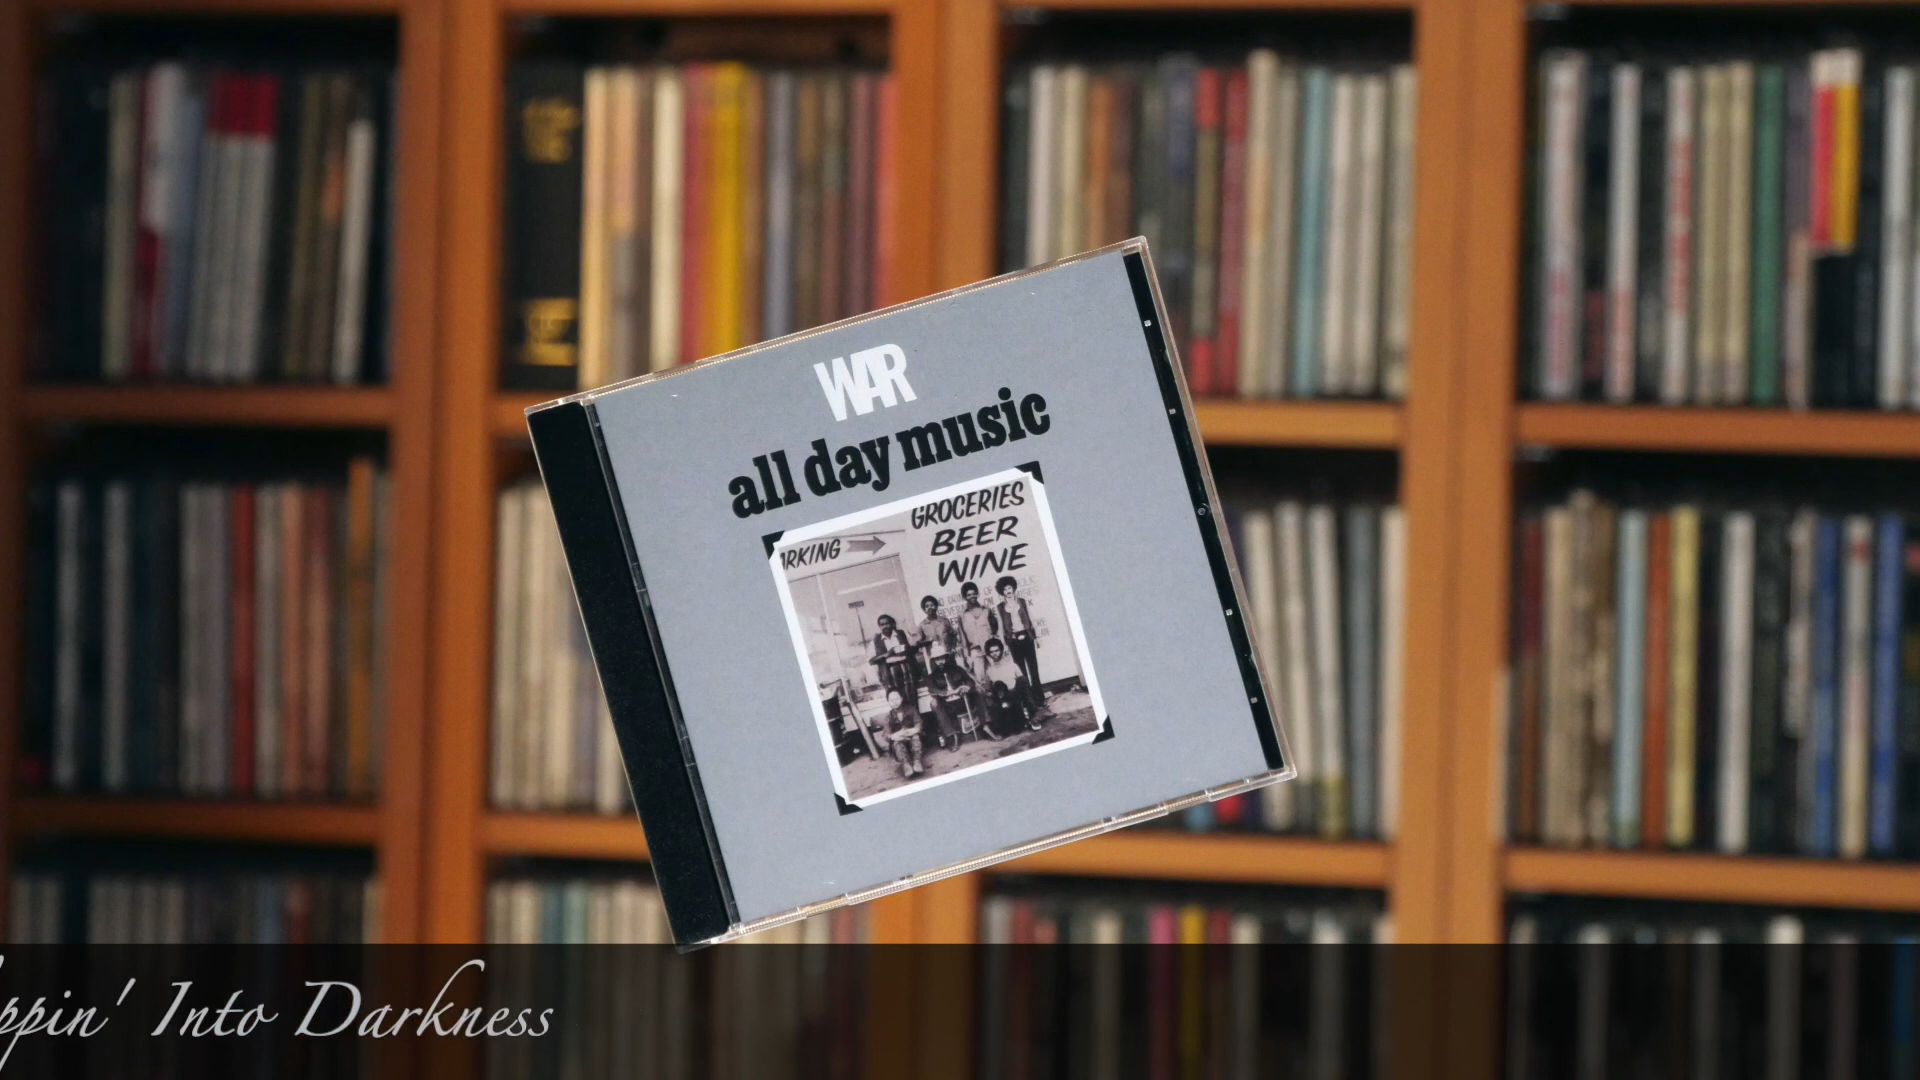 WAR
all day music
GROCERIES
ARKING
BEER
WINE
ppin' Into Darkness